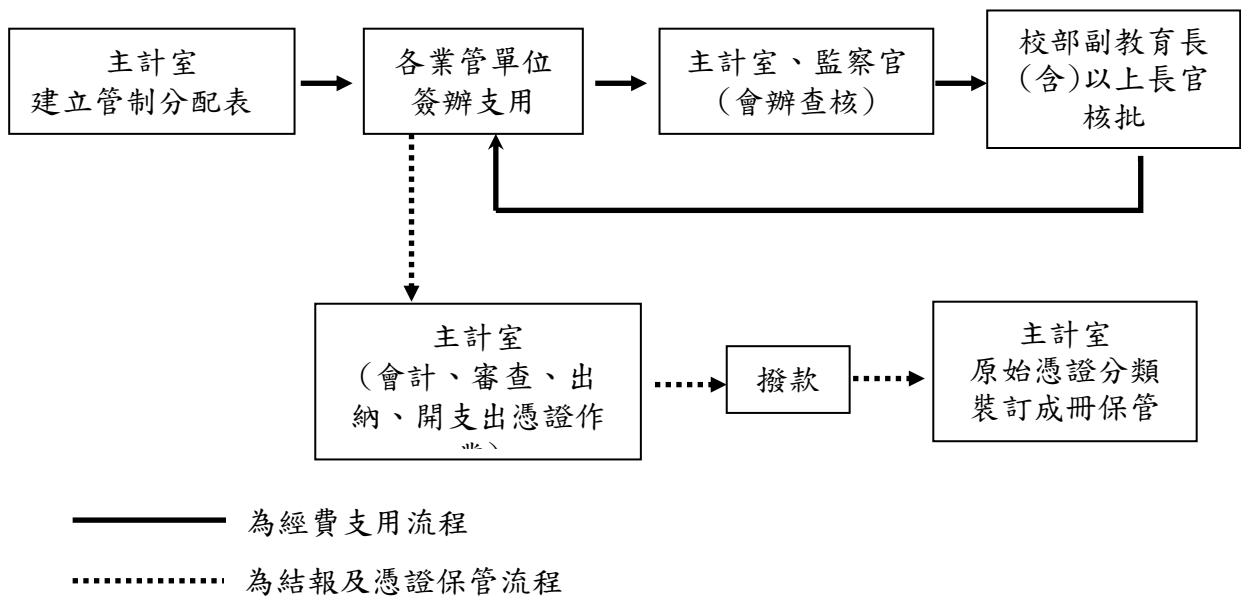 主計室
建立管制分配表
各業管單位
簽辦支用
主計室、監察官
(會辦查核)
校部副教育長
(含)以上長官
核批
主計室
(會計、審查、出
納、開支出憑證作
撥款
主計室
原始憑證分類
裝訂成冊保管
為經費支用流程
為結報及憑證保管流程